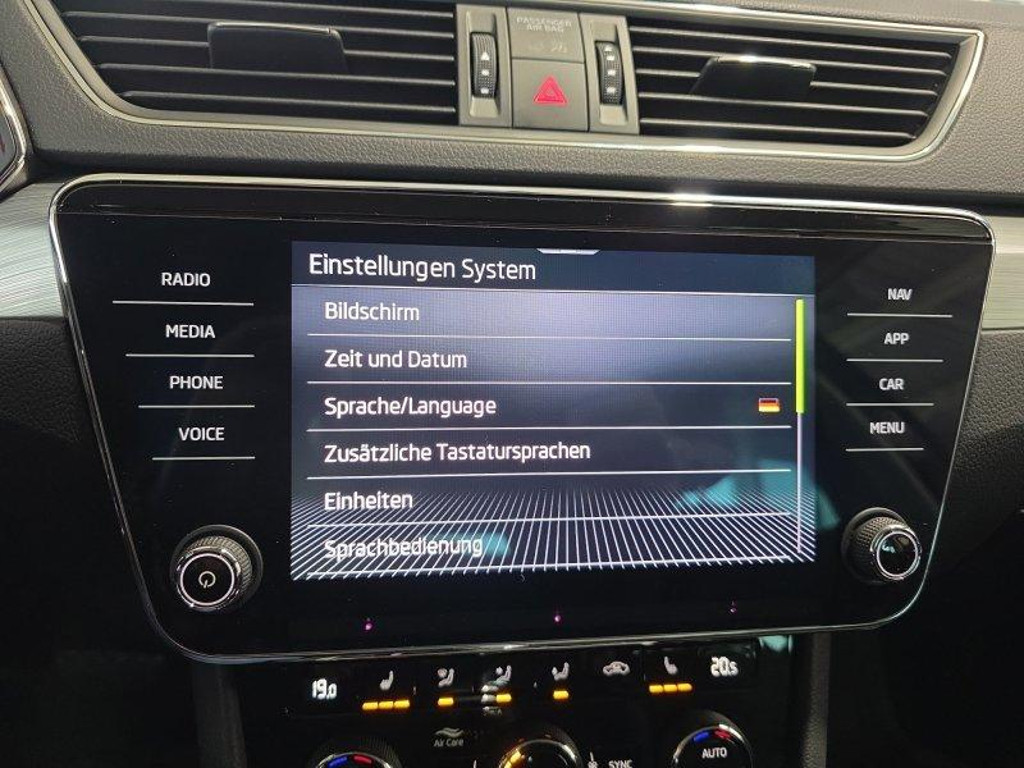 PASSENGER
AIR BAG
RADIO
MEDIA
PHONE
VOICE
Einstellungen System
Bildschirm
Zeit und Datum
Sprache/Language
Zusätzliche Tastatursprachen
Einheiten
Sprachbedienung
NAV
APP
CAR
MENU
19.0
20.5
Air Care
SYNC
AUTO